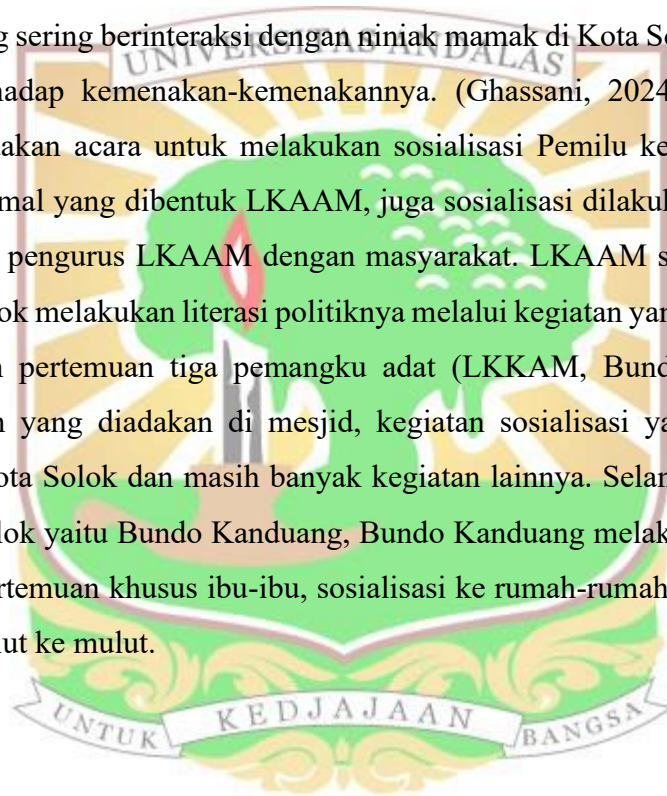 g sering berinteraksi dengan niniak mamak di Kota So
UNIVERSITAS ANDALAS
hadap kemenakan-kemenakannya. (Ghassani, 2024
akan acara untuk melakukan sosialisasi Pemilu ke
mal yang dibentuk LKAAM, juga sosialisasi dilakul
pengurus LKAAM dengan masyarakat. LKAAM s
ok melakukan literasi politiknya melalui kegiatan yan
n pertemuan tiga pemangku adat (LKKAM, Bund
n yang diadakan di mesjid, kegiatan sosialisasi ya
ota Solok dan masih banyak kegiatan lainnya. Selan
lok yaitu Bundo Kanduang, Bundo Kanduang melak
rtemuan khusus ibu-ibu, sosialisasi ke rumah-rumah
lut ke mulut.
UNTUK KEDJAJAAN BANGSA